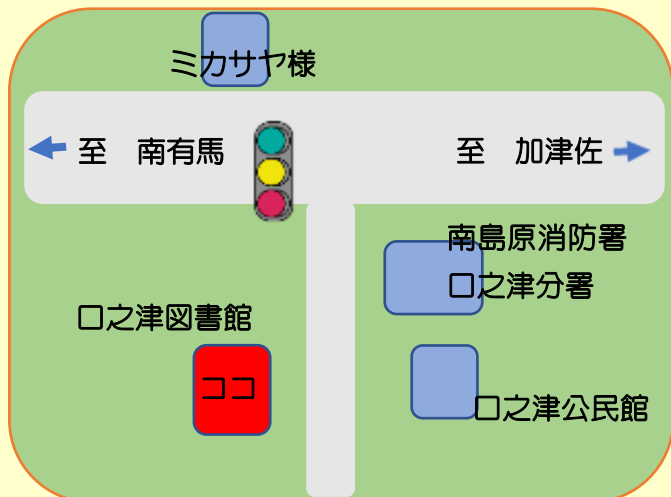 ミカサヤ様
至　南有馬
至　加津佐
南島原消防署
口之津分署
口之津図書館
ココ
口之津公民館